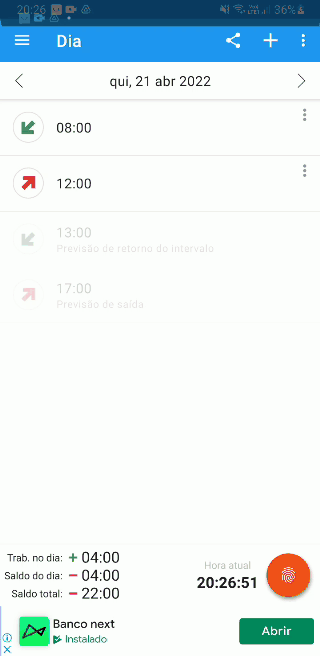 20:26 36%
Dia
qui, 21 abr 2022
08:00
12:00
13:00
Previsão de retorno do intervalo
17:00
Previsão de saída
Trab. no dia: + 04:00
Saldo do dia: - 04:00
Saldo total: - 22:00
Hora atual
20:26:51
Banco next
Instalado
Abrir